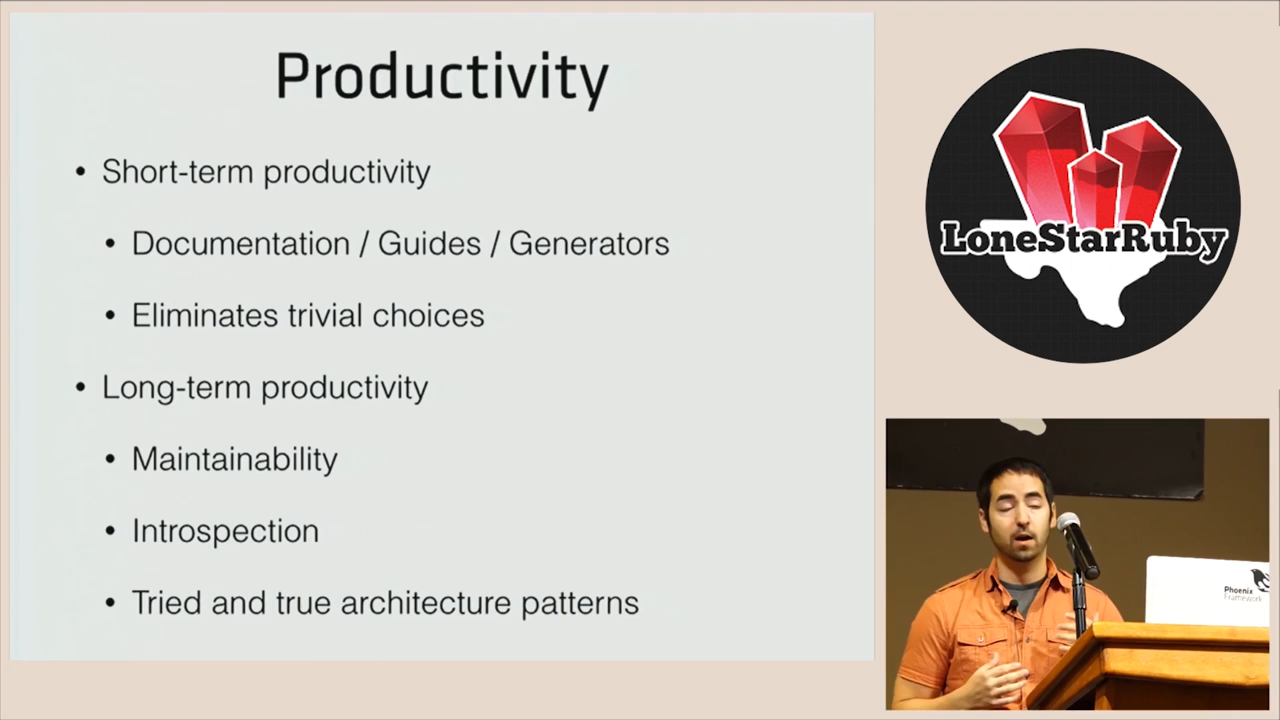 Productivity
• Short-term productivity
• Documentation / Guides / Generators
• Eliminates trivial choices
• Long-term productivity
• Maintainability
• Introspection
• Tried and true architecture patterns
LoneStarRuby
Phoenix
Framework